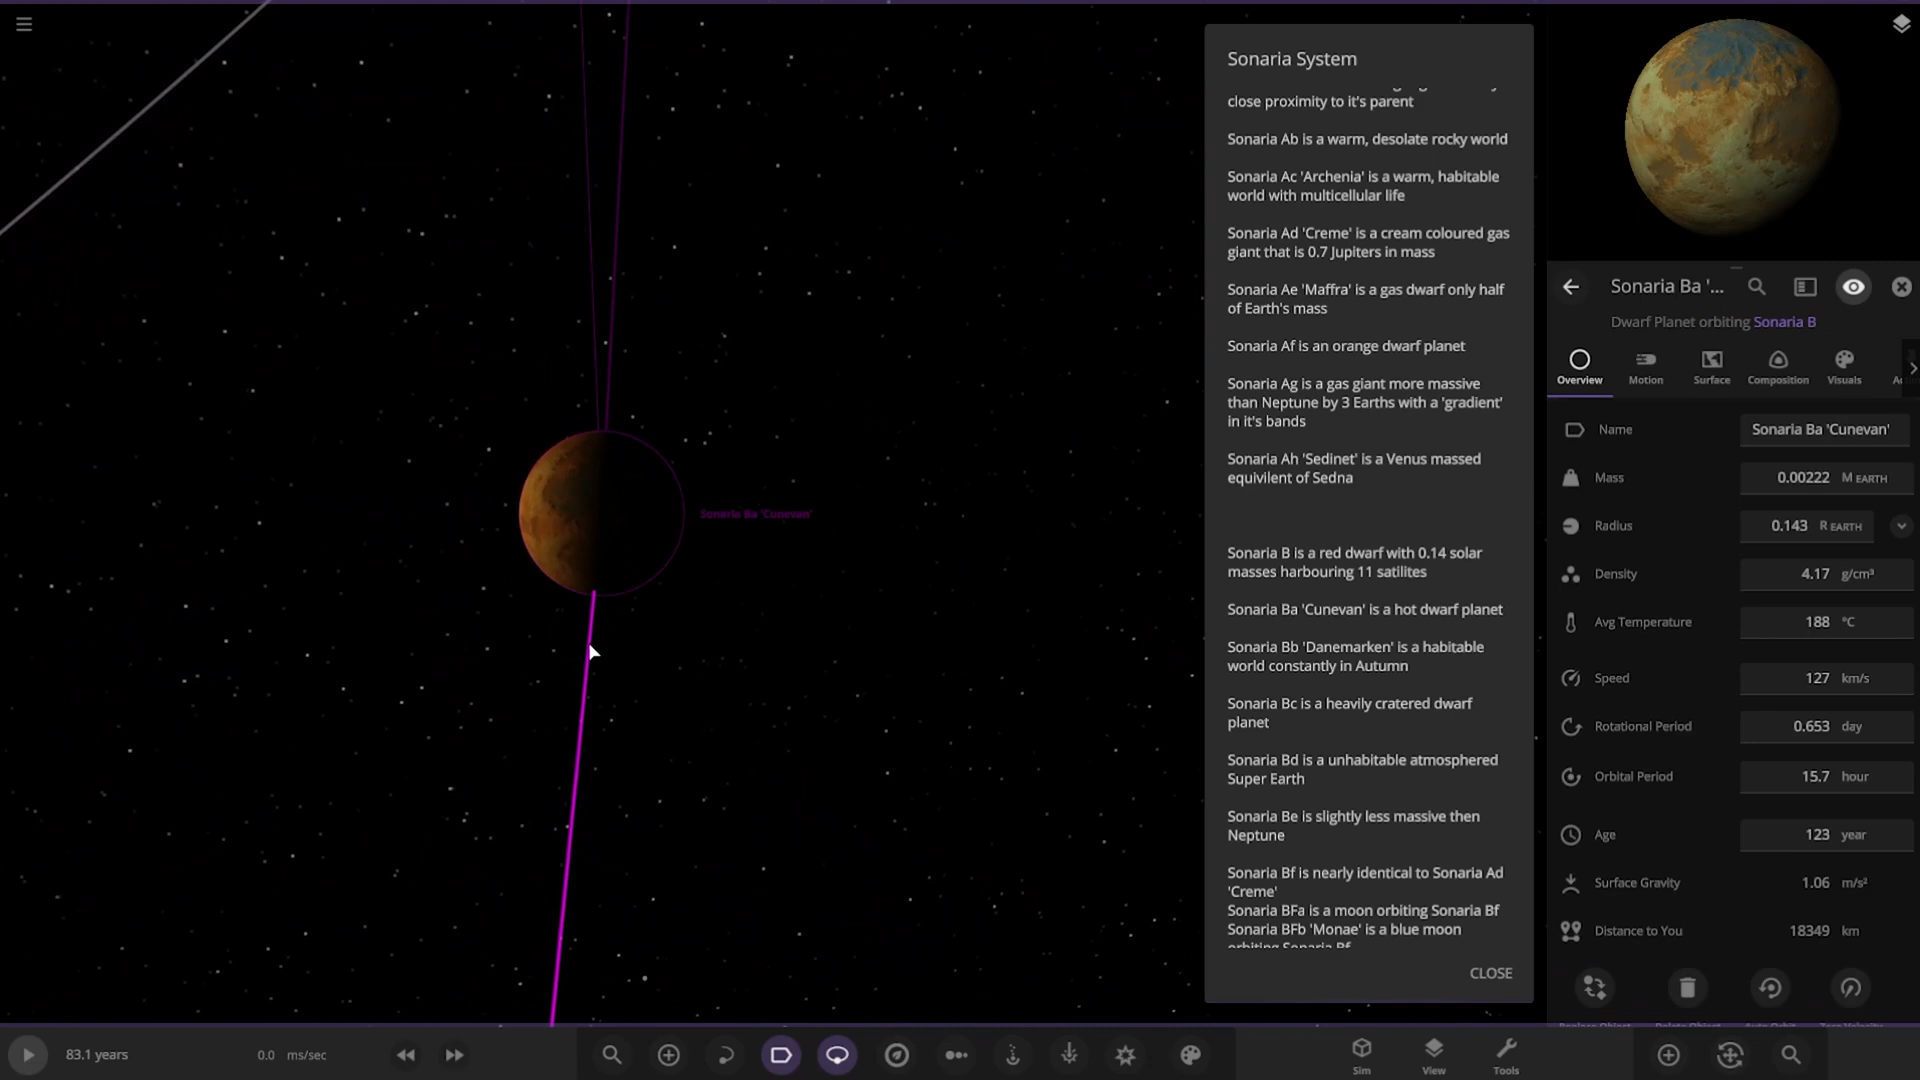 Sonaria System
close proximity to it's parent
Sonaria Ab is a warm, desolate rocky world
Sonaria Ac 'Archenia' is a warm, habitable
world with multicellular life
Sonaria Ad 'Creme' is a cream coloured gas
giant that is 0.7 Jupiters in mass
Sonaria Ae 'Maffra' is a gas dwarf only half
of Earth's mass
Sonaria Af is an orange dwarf planet
Sonaria Ag is a gas giant more massive
than Neptune by 3 Earths with a 'gradient'
in it's bands
Sonaria Ah 'Sedinet' is a Venus massed
equivilent of Sedna
Sonaria B is a red dwarf with 0.14 solar
masses harbouring 11 satilites
Sonaria Ba 'Cunevan' is a hot dwarf planet
Sonaria Bb 'Danemarken' is a habitable
world constantly in Autumn
Sonaria Bc is a heavily cratered dwarf
planet
Sonaria Bd is a unhabitable atmosphered
Super Earth
Sonaria Be is slightly less massive then
Neptune
Sonaria Bf is nearly identical to Sonaria Ad
'Creme'
Sonaria BFa is a moon orbiting Sonaria Bf
Sonaria BFb 'Monae' is a blue moon
orbiting Sonaria Bf
CLOSE
Sonaria Ba 'Cunevan'
Sonaria Ba '...
Dwarf Planet orbiting Sonaria B
Overview Motion Surface Composition Visuals
Name Sonaria Ba 'Cunevan'
Mass 0.00222 M EARTH
Radius 0.143 R EARTH
Density 4.17 g/cm³
Avg Temperature 188 °C
Speed 127 km/s
Rotational Period 0.653 day
Orbital Period 15.7 hour
Age 123 year
Surface Gravity 1.06 m/s²
Distance to You 18349 km
83.1 years 0.0 ms/sec
Sim View Tools